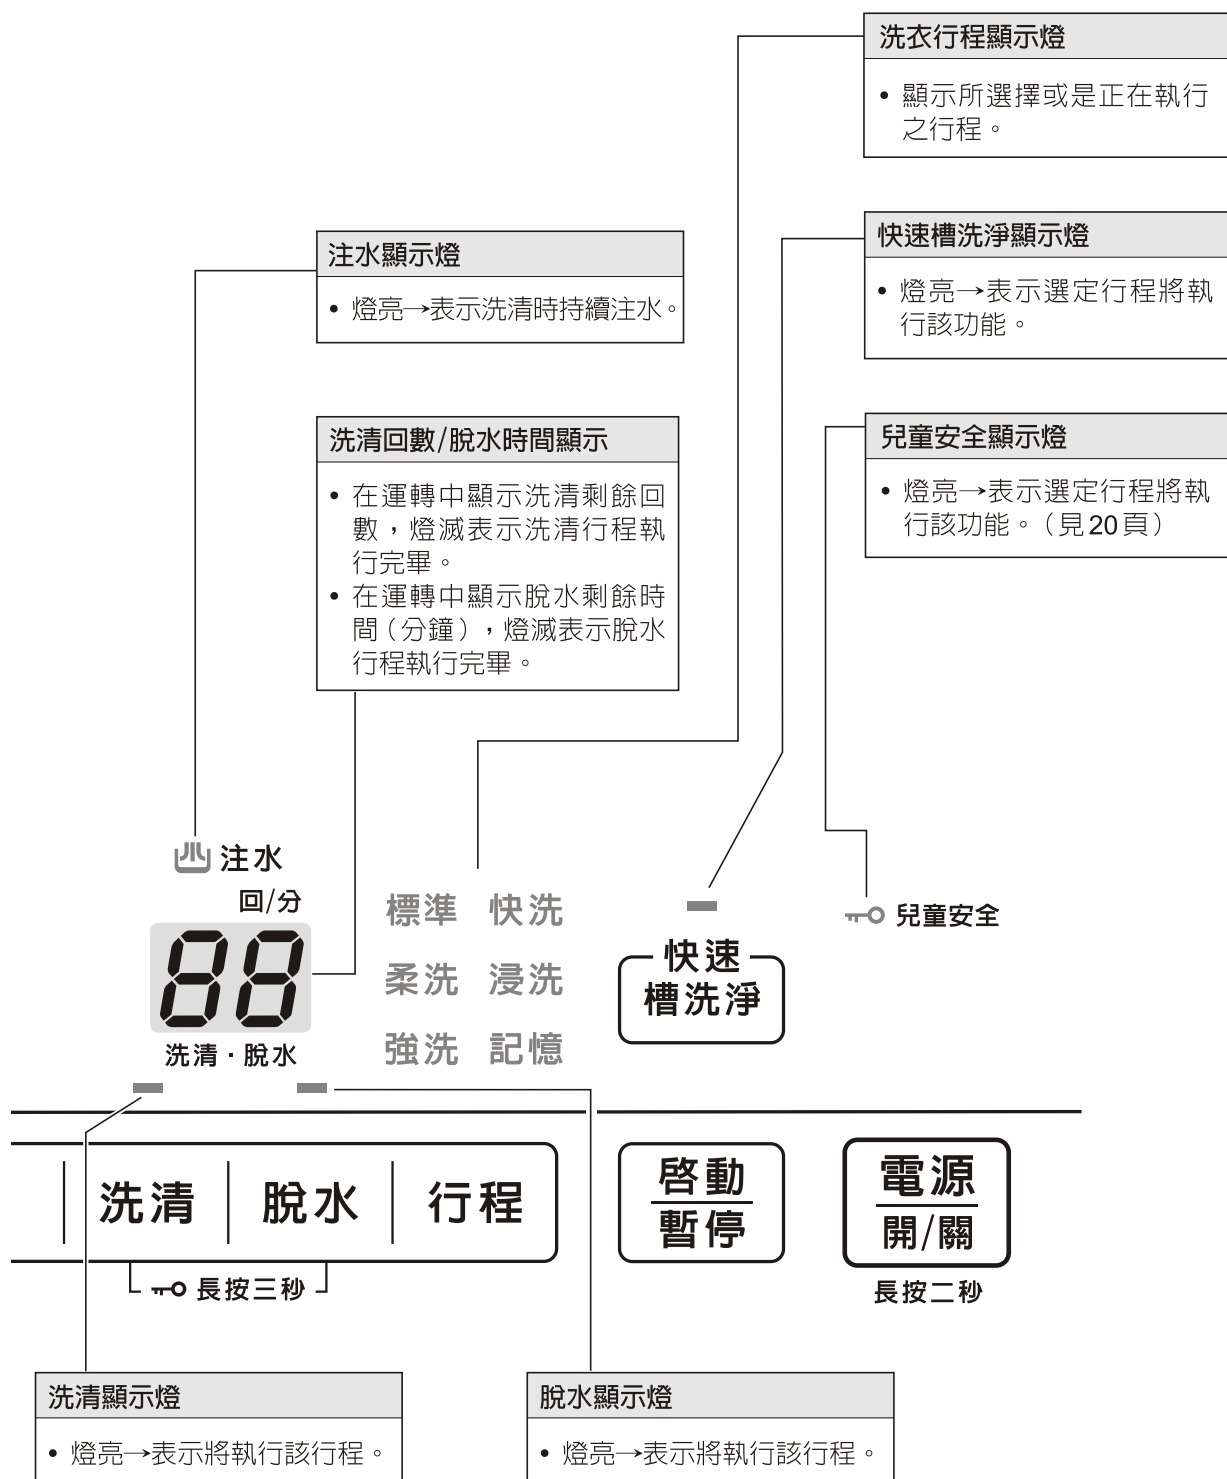 洗衣行程顯示燈
• 顯示所選擇或是正在執行
之行程。
快速槽洗淨顯示燈
• 燈亮→表示選定行程將執
行該功能。
注水顯示燈
• 燈亮→表示洗清時持續注水。
兒童安全顯示燈
• 燈亮→表示選定行程將執
行該功能。(見20頁)
洗清回數/脫水時間顯示
• 在運轉中顯示洗清剩餘回
數,燈滅表示洗清行程執
行完畢。
• 在運轉中顯示脫水剩餘時
間(分鐘),燈滅表示脫水
行程執行完畢。
注水
回/分
88
洗清·脫水
標準 快洗
柔洗 浸洗
強洗 記憶
快速
槽洗淨
兒童安全
洗清
脫水
行程
長按三秒
啓動
暫停
電源
開/關
長按二秒
洗清顯示燈
• 燈亮→表示將執行該行程。
脫水顯示燈
• 燈亮→表示將執行該行程。